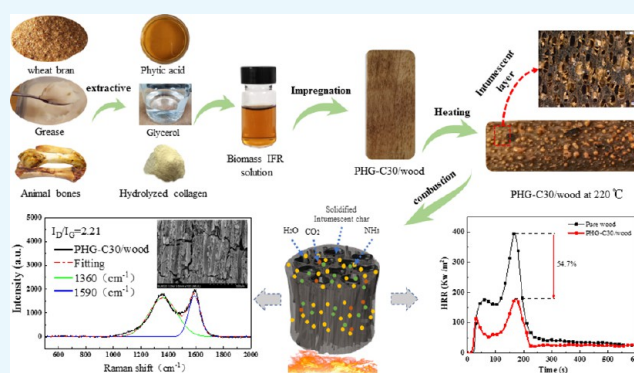 wheat bran
Phytic acid
extractive
Grease
Glycerol
Animal bones
Hydrolyzed collagen
Biomass IFR
solution
Impregnation
PHG-C30/wood
Heating
Intumescent
layer
PHG-C30/wood at 220 ℃
combustion
Solidified
Intumescent char
H₂O
CO₂
NH₃
5000
4000
3000
2000
1000
0
Intensity (a.u.)
I_D/I_G=2.21
PHG-C30/wood
Fitting
1360（cm⁻¹）
1590（cm⁻¹）
600
800
1000
1200
1400
1600
1800
2000
Raman shift (cm⁻¹)
400
300
200
100
0
HRR (Kw /m²)
Pure wood
PHG-C30/wood
54.7%
0
100
200
300
400
500
Time (s)